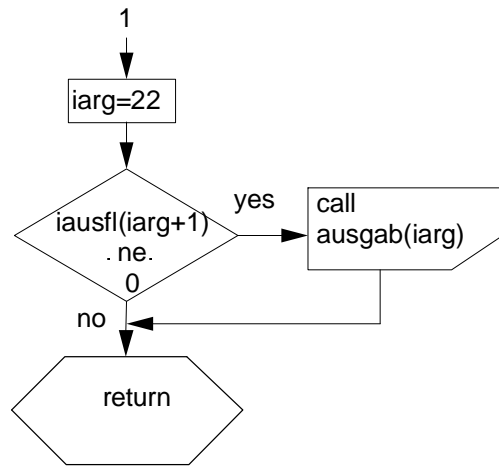 1
iarg=22
iausfl(iarg+1)
.ne.
0
yes
call
ausgab(iarg)
no
return